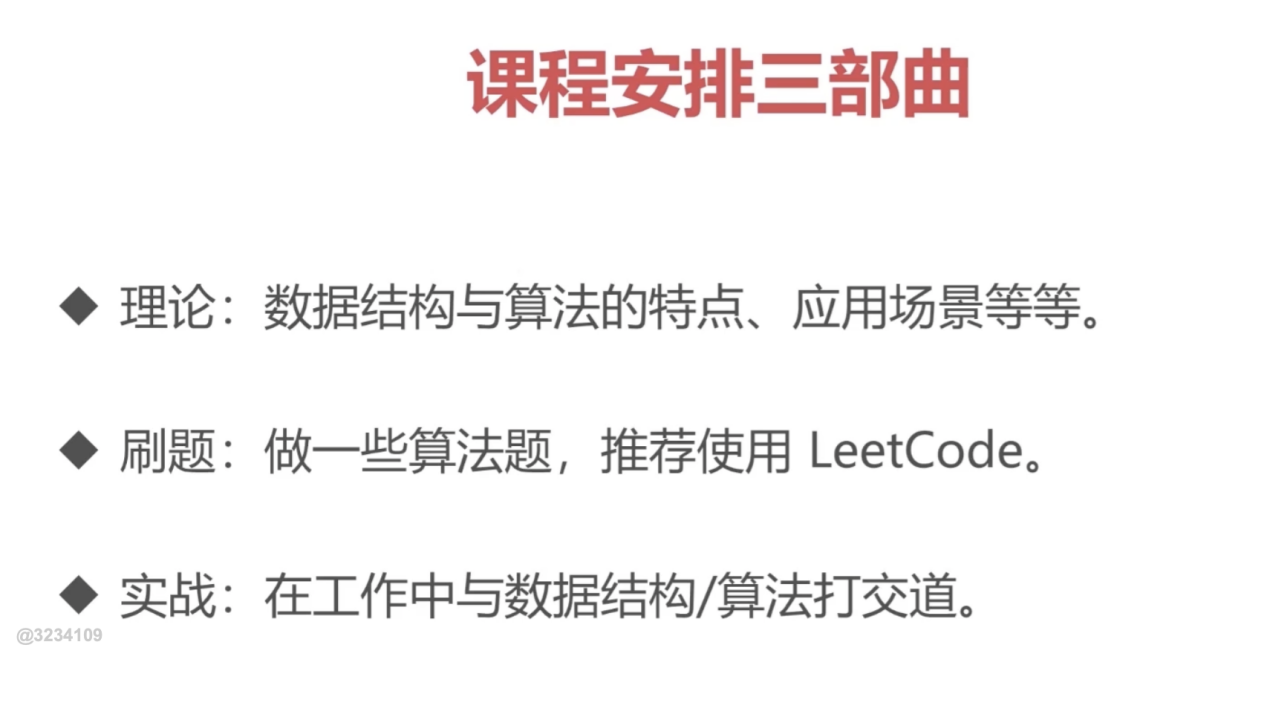 课程安排三部曲
◆ 理论：数据结构与算法的特点、应用场景等等。
◆ 刷题：做一些算法题，推荐使用 LeetCode。
◆ 实战：在工作中与数据结构/算法打交道。
@3234109